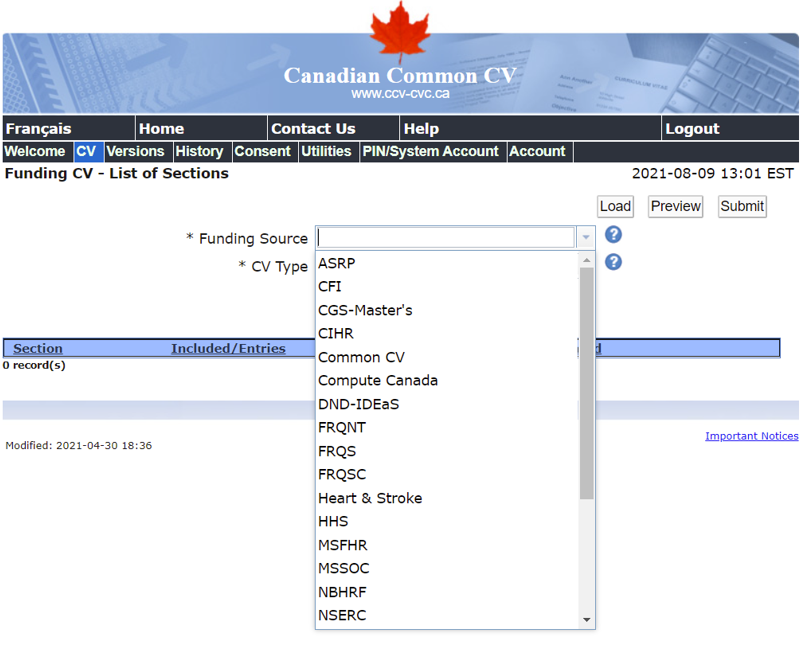 Canadian Common CV
www.ccv-cvc.ca
Français Home Contact Us Help Logout
Welcome CV Versions History Consent Utilities PIN/System Account Account
Funding CV - List of Sections 2021-08-09 13:01 EST
Load Preview Submit
* Funding Source
* CV Type
ASRP
CFI
CGS-Master's
CIHR
Common CV
Compute Canada
DND-IDEaS
FRQNT
FRQS
FRQSC
Heart & Stroke
HHS
MSFHR
MSSOC
NBHRF
NSERC
Section Included/Entries
0 record(s)
Important Notices
Modified: 2021-04-30 18:36